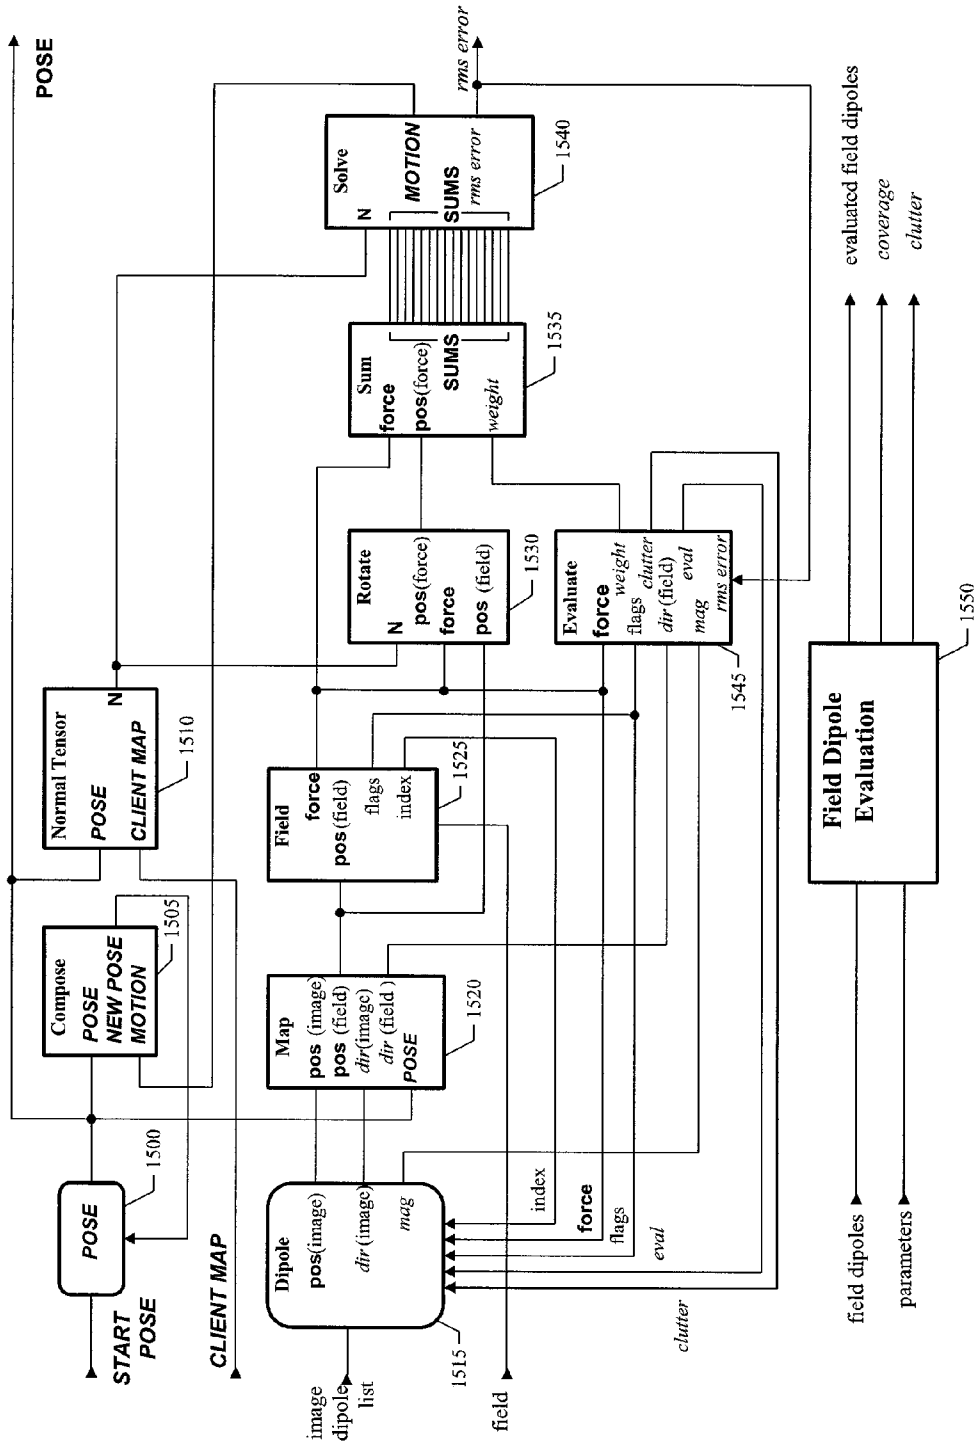 START
POSE
POSE
1500
Compose
POSE
NEW POSE
MOTION
1505
Normal Tensor
POSE
CLIENT MAP
N
1510
POSE
CLIENT MAP
image
dipole
list
Dipole
pos(image)
dir(image)
mag
1515
index
force
flags
eval
clutter
field
Map
pos (image)
pos (field)
dir(image)
dir (field)
POSE
1520
Field
force
pos(field)
flags
index
1525
Rotate
N
pos(force)
force
pos (field)
1530
Sum
force
pos(force)
SUMS
weight
1535
Solve
N
MOTION
SUMS
rms error
1540
rms error
Evaluate
force
weight
flags
clutter
dir(field)
eval
mag
rms error
1545
field dipoles
parameters
Field Dipole
Evaluation
1550
evaluated field dipoles
coverage
clutter